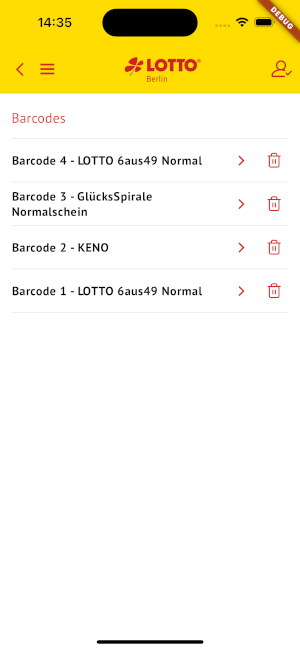 14:35
DEBUG
LOTTO®
Berlin
Barcodes
Barcode 4 - LOTTO 6aus49 Normal
Barcode 3 - GlücksSpirale
Normalschein
Barcode 2 - KENO
Barcode 1 - LOTTO 6aus49 Normal